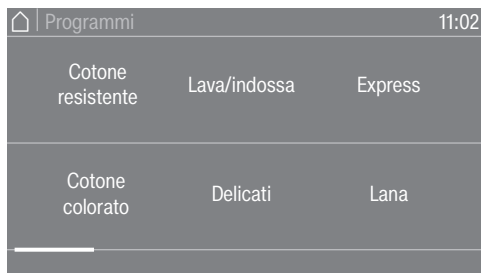 Programmi 11:02
Cotone
resistente
Lava/indossa
Express
Cotone
colorato
Delicati
Lana